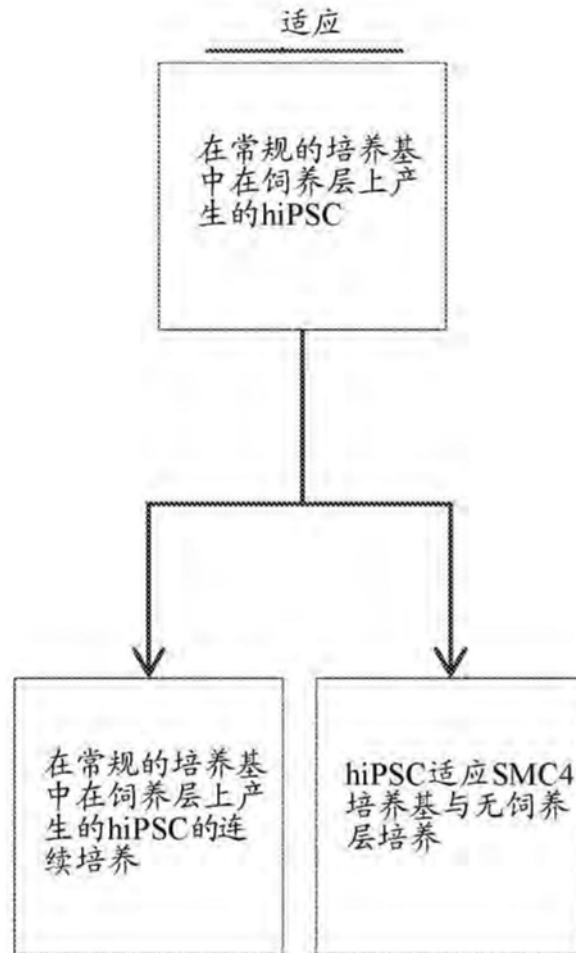 适应
在常规的培养基
中在饲养层上产
生的hiPSC
在常规的培养基
中在饲养层上产
生的hiPSC的连
续培养
hiPSC适应SMC4
培养基与无饲养
层培养